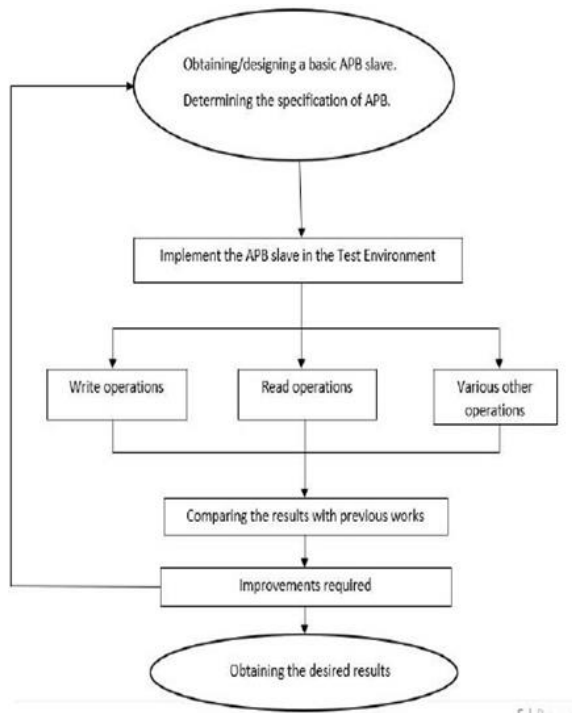 Obtaining/designing a basic APB slave.
Determining the specification of APB.
Implement the APB slave in the Test Environment
Write operations
Read operations
Various other
operations
Comparing the results with previous works
Improvements required
Obtaining the desired results